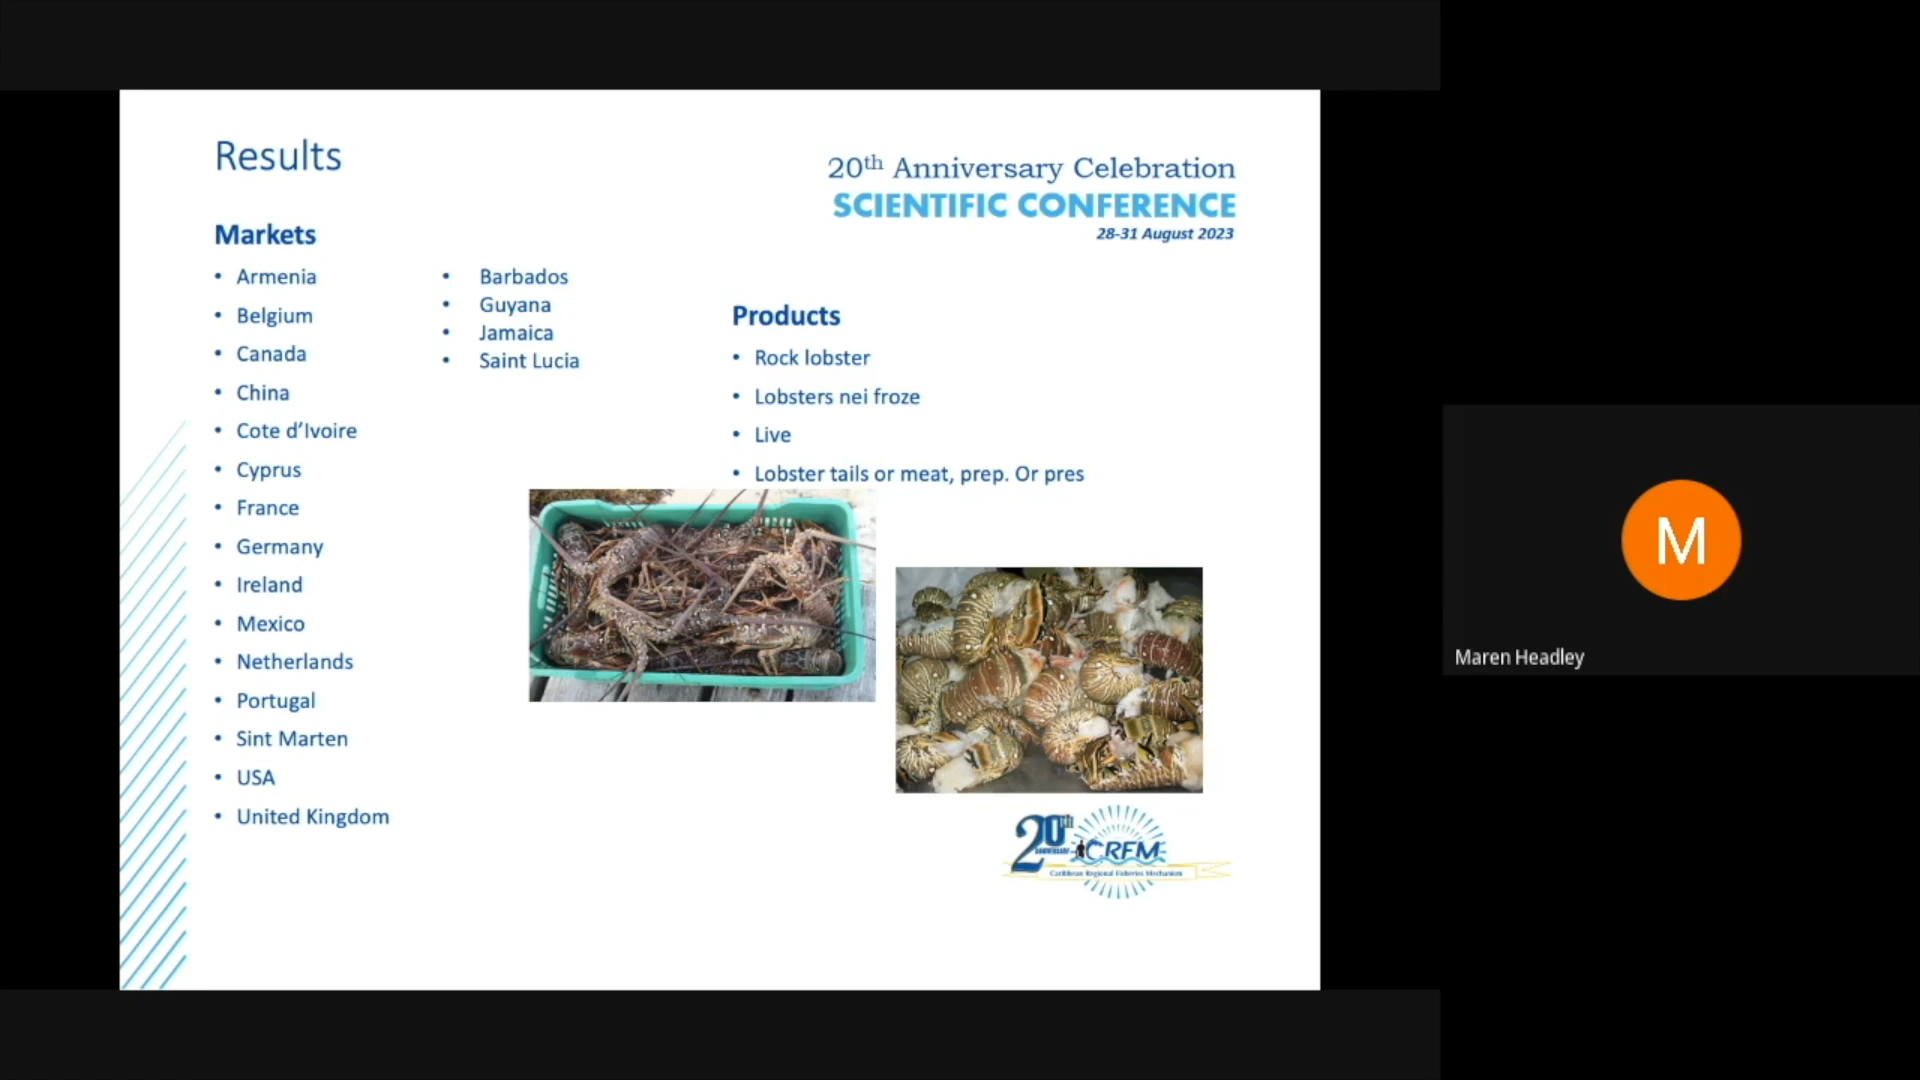 Results
20th Anniversary Celebration
SCIENTIFIC CONFERENCE
28-31 August 2023
Markets
• Armenia
• Belgium
• Canada
• China
• Cote d’Ivoire
• Cyprus
• France
• Germany
• Ireland
• Mexico
• Netherlands
• Portugal
• Sint Marten
• USA
• United Kingdom
• Barbados
• Guyana
• Jamaica
• Saint Lucia
Products
• Rock lobster
• Lobsters nei froze
• Live
• Lobster tails or meat, prep. Or pres
20th
ANNIVERSARY
CRFM
Caribbean Regional Fisheries Mechanism
M
Maren Headley